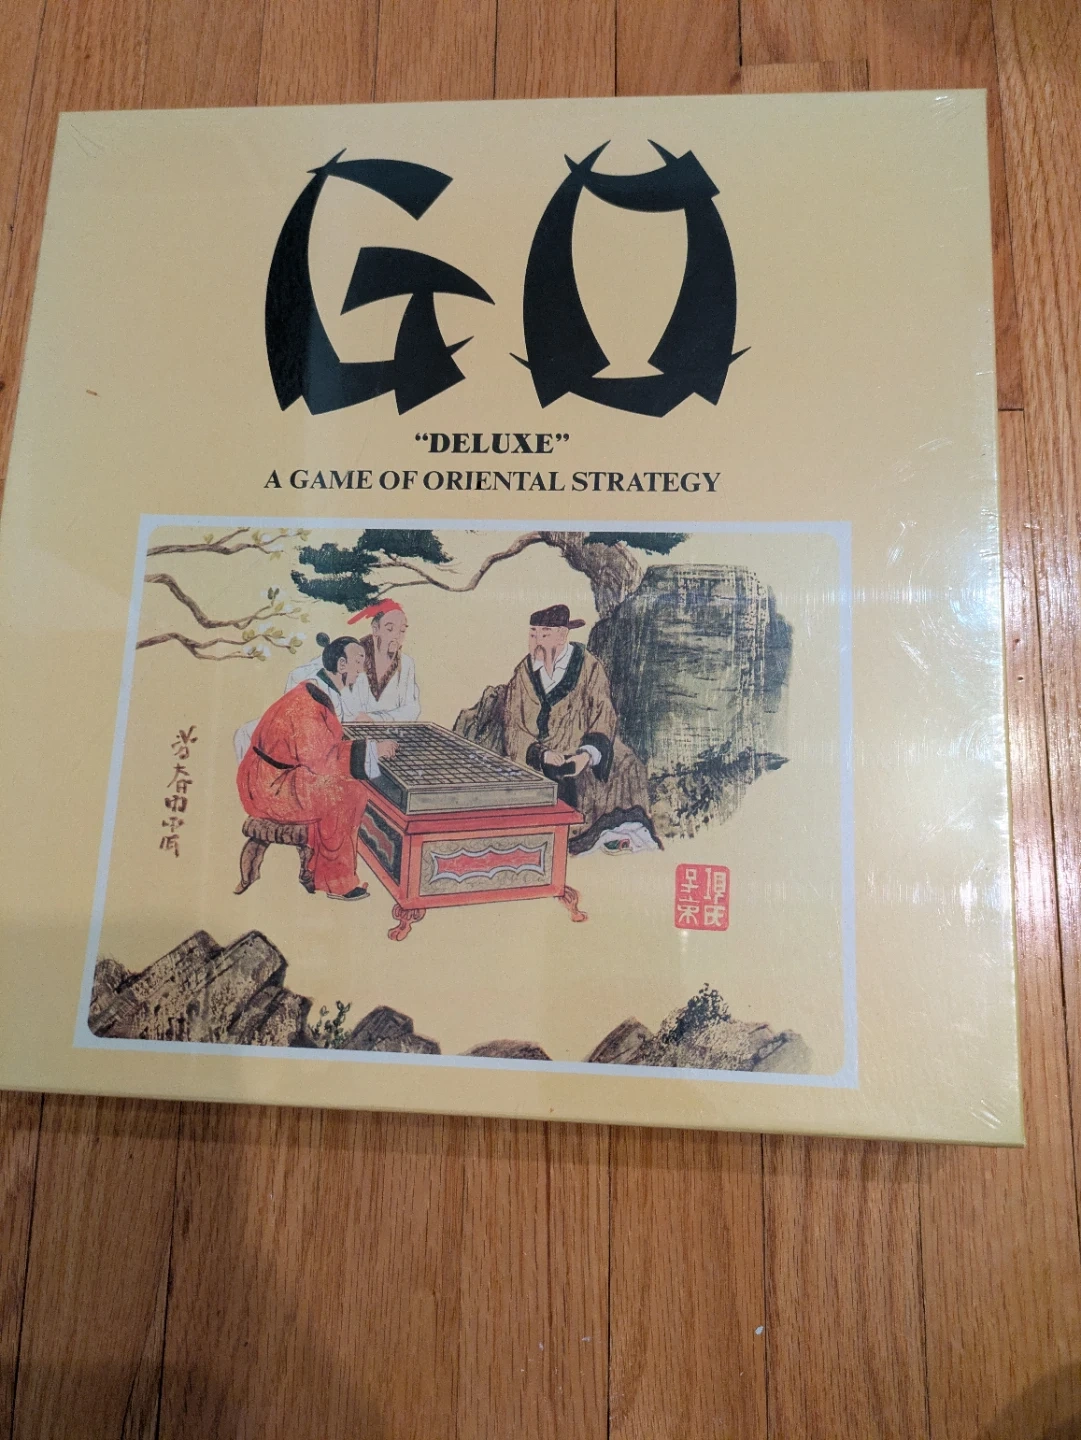 GO
“DELUXE”
A GAME OF ORIENTAL STRATEGY